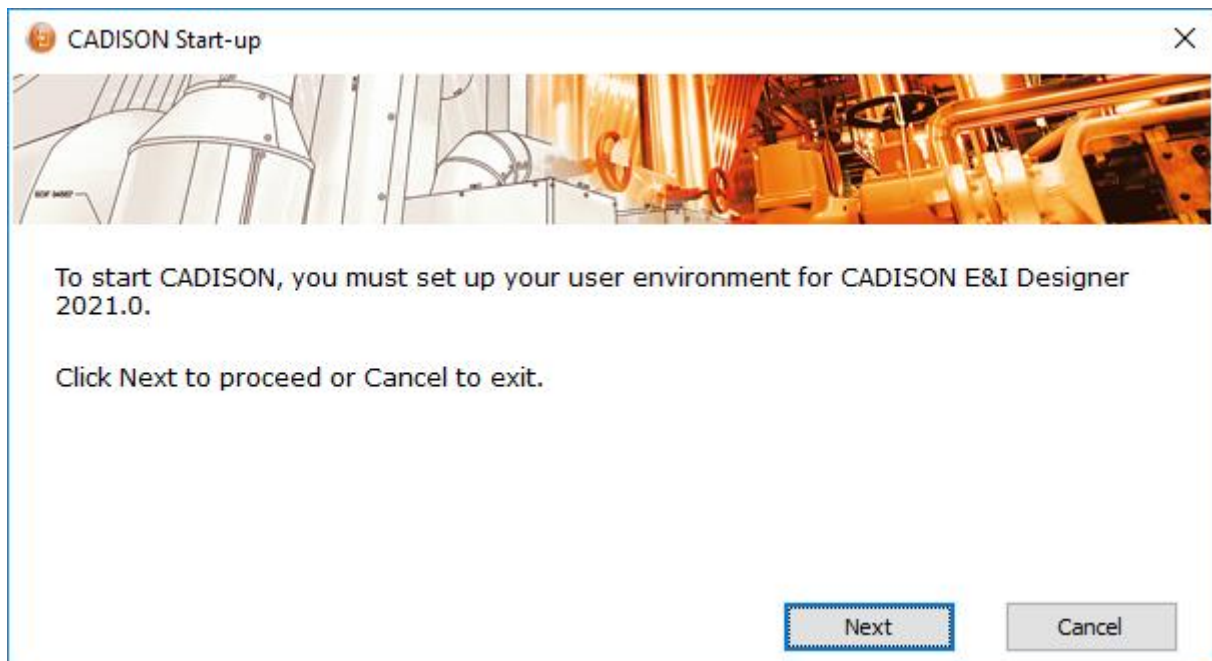 CADISON Start-up
To start CADISON, you must set up your user environment for CADISON E&I Designer
2021.0.
Click Next to proceed or Cancel to exit.
Next
Cancel